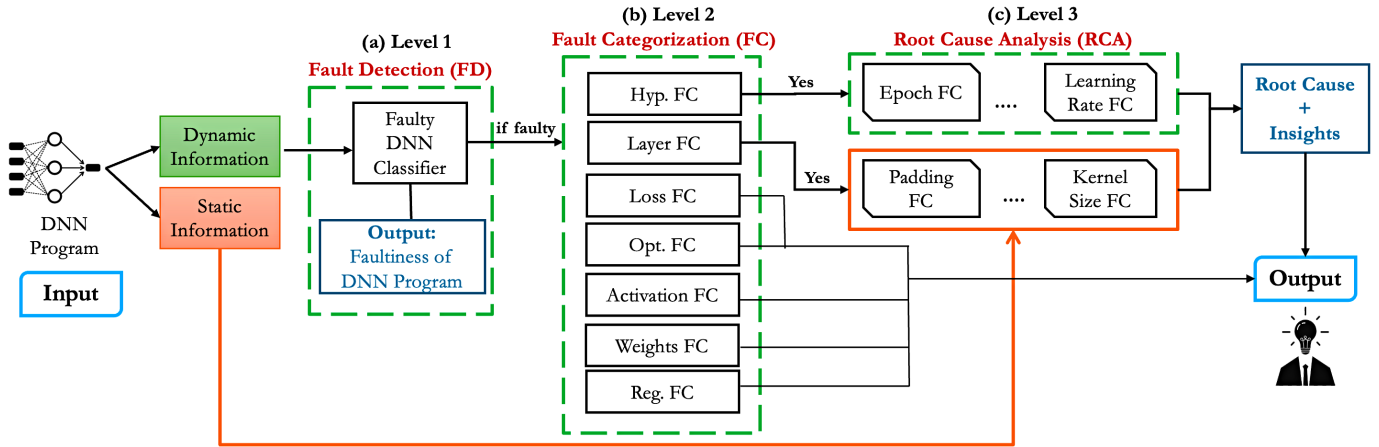 (a) Level 1
Fault Detection (FD)
(b) Level 2
Fault Categorization (FC)
(c) Level 3
Root Cause Analysis (RCA)
DNN
Program
Input
Dynamic
Information
Static
Information
Faulty
DNN
Classifier
Output:
Faultiness of
DNN Program
if faulty
Hyp. FC
Layer FC
Loss FC
Opt. FC
Activation FC
Weights FC
Reg. FC
Yes
Yes
Epoch FC
....
Learning
Rate FC
Padding
FC
....
Kernel
Size FC
Root Cause
+
Insights
Output